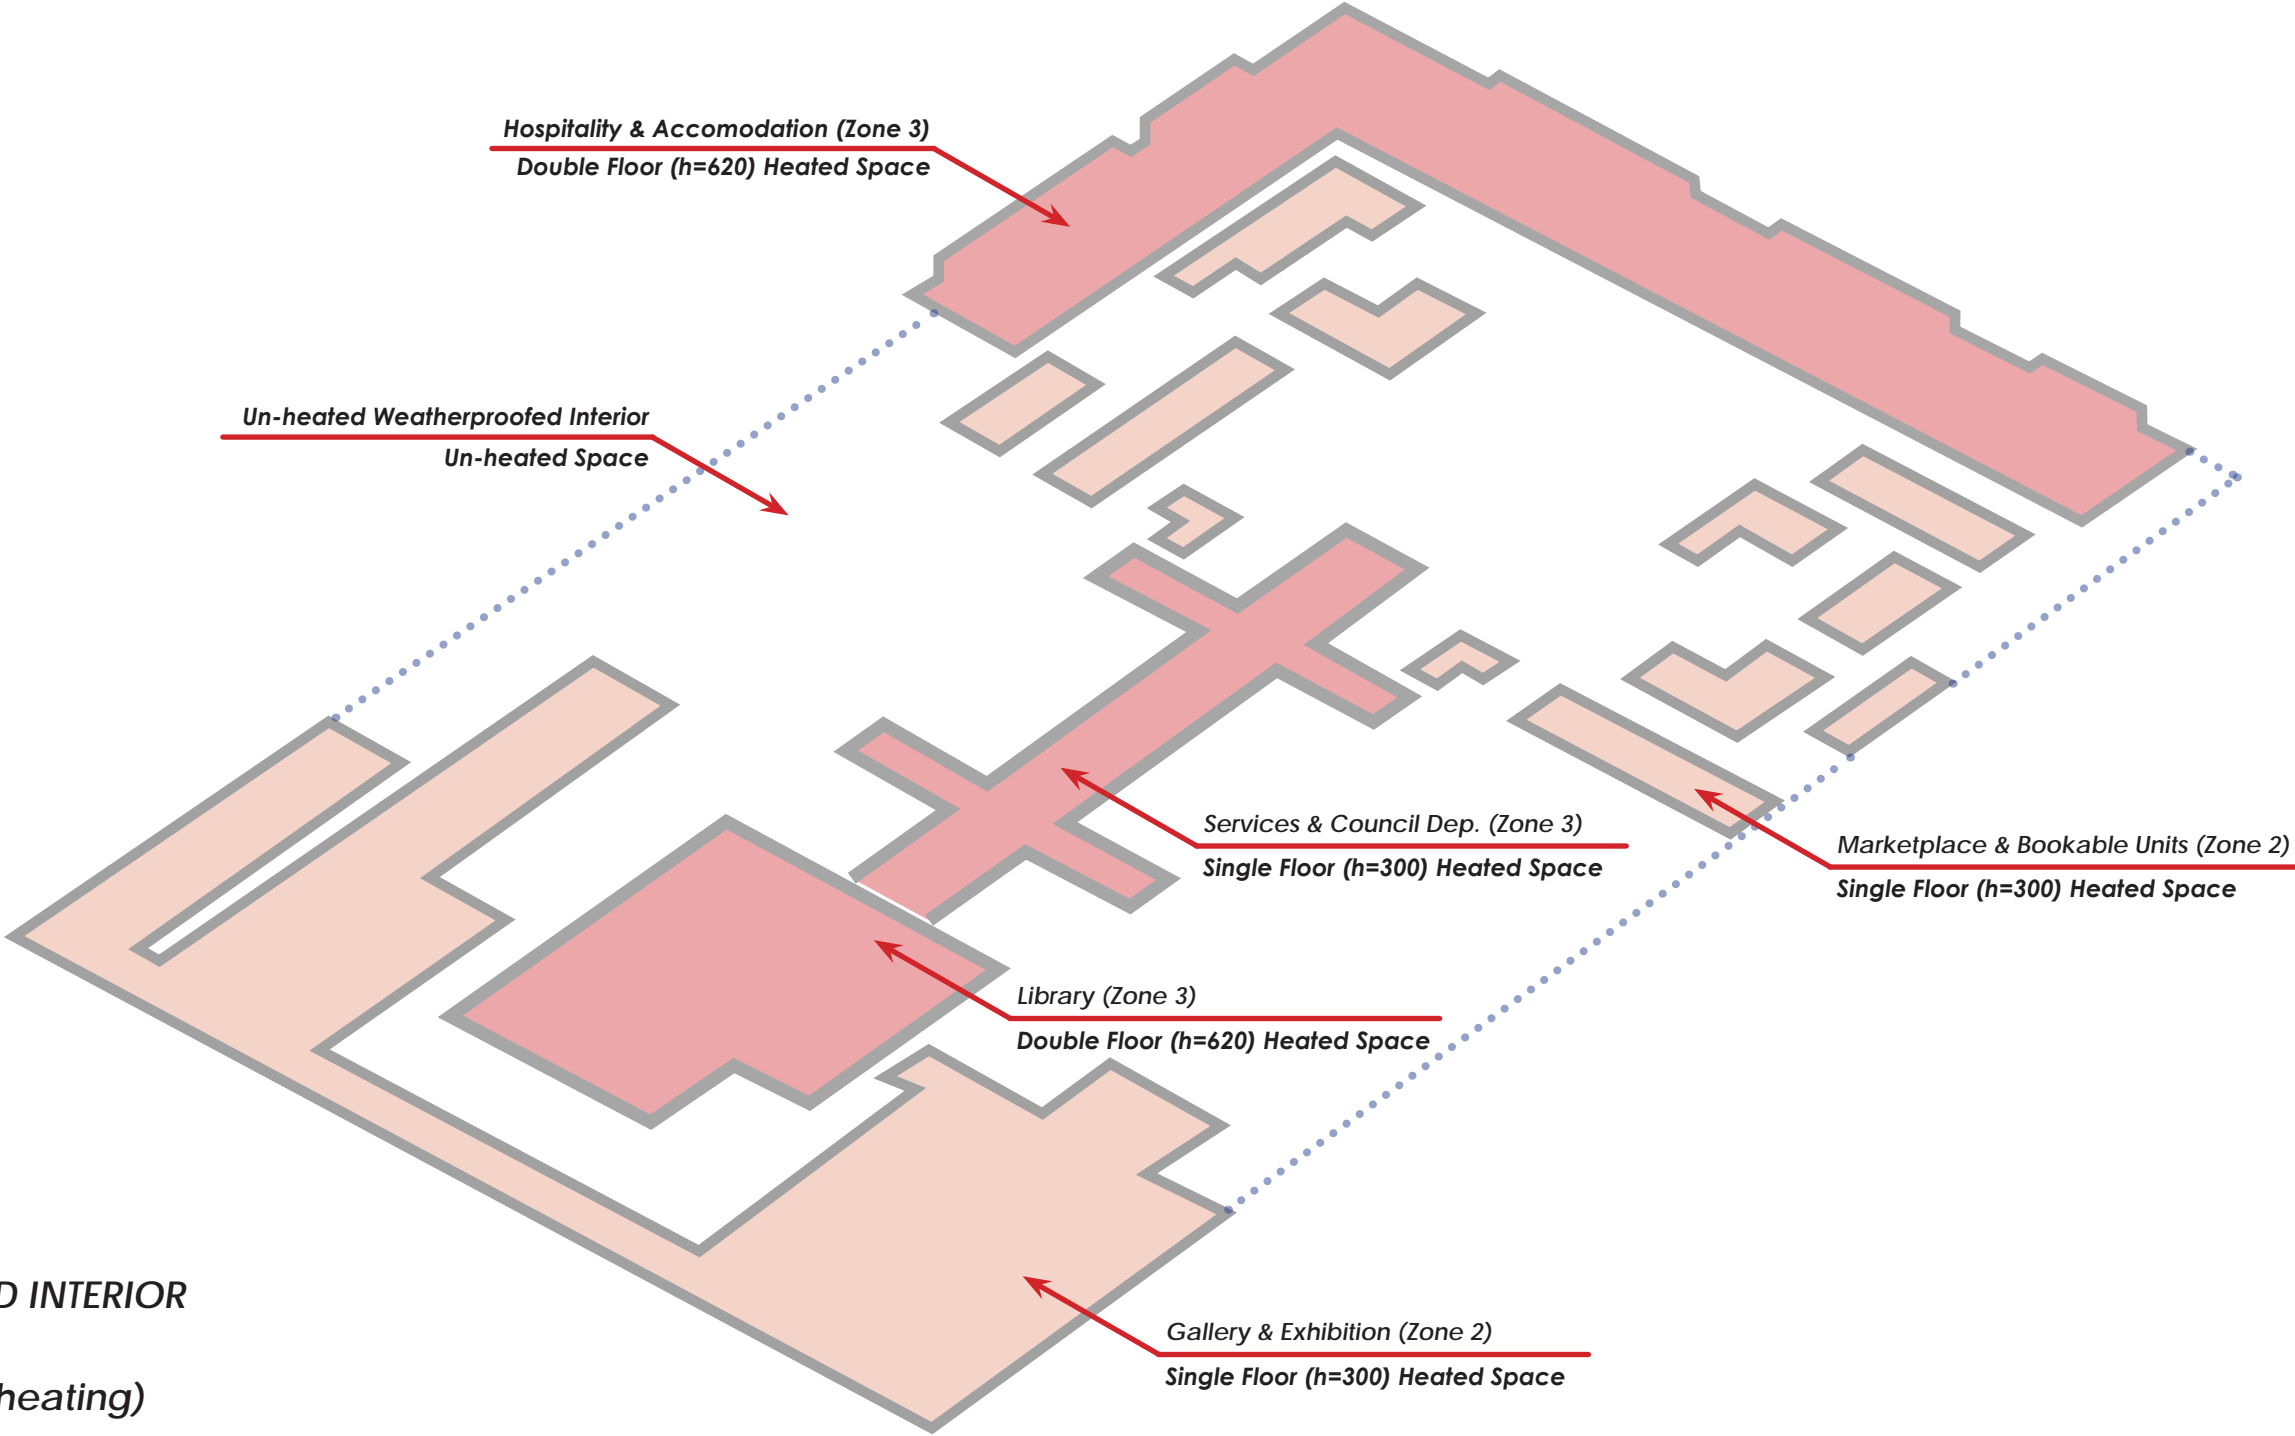 Hospitality & Accomodation (Zone 3)
Double Floor (h=620) Heated Space
Un-heated Weatherproofed Interior
Un-heated Space
Services & Council Dep. (Zone 3)
Single Floor (h=300) Heated Space
Marketplace & Bookable Units (Zone 2)
Single Floor (h=300) Heated Space
Library (Zone 3)
Double Floor (h=620) Heated Space
D INTERIOR
Gallery & Exhibition (Zone 2)
Single Floor (h=300) Heated Space
heating)